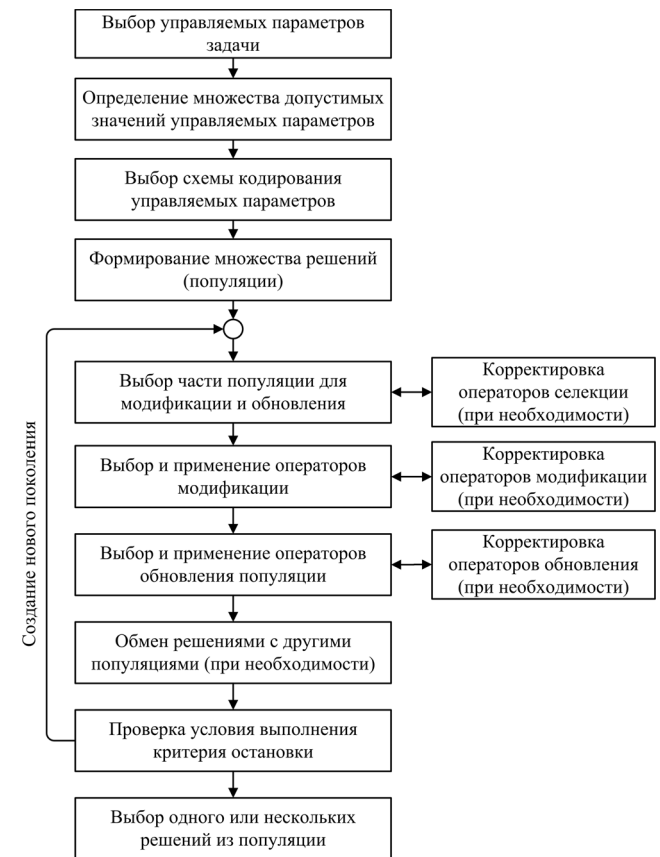 Выбор управляемых параметров
задачи
Определение множества допустимых
значений управляемых параметров
Выбор схемы кодирования
управляемых параметров
Формирование множества решений
(популяции)
Выбор части популяции для
модификации и обновления
Корректировка
операторов селекции
(при необходимости)
Выбор и применение операторов
модификации
Корректировка
операторов модификации
(при необходимости)
Выбор и применение операторов
обновления популяции
Корректировка
операторов обновления
(при необходимости)
Обмен решениями с другими
популяциями (при необходимости)
Проверка условия выполнения
критерия остановки
Создание нового поколения
Выбор одного или нескольких
решений из популяции